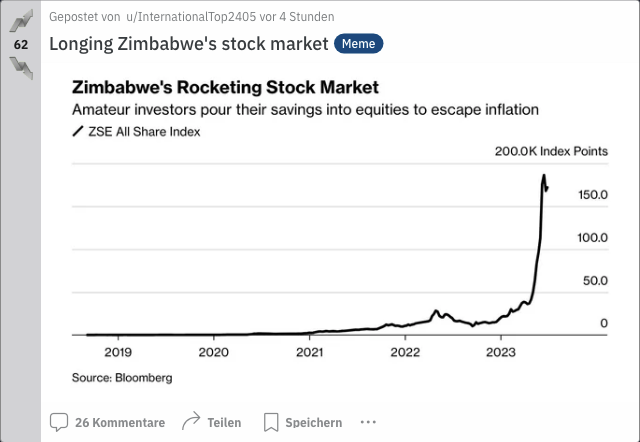 Gepostet von u/InternationalTop2405 vor 4 Stunden
62
Longing Zimbabwe's stock market Meme
Zimbabwe's Rocketing Stock Market
Amateur investors pour their savings into equities to escape inflation
ZSE All Share Index
200.0K Index Points
150.0
100.0
50.0
0
2019 2020 2021 2022 2023
Source: Bloomberg
26 Kommentare Teilen Speichern ...